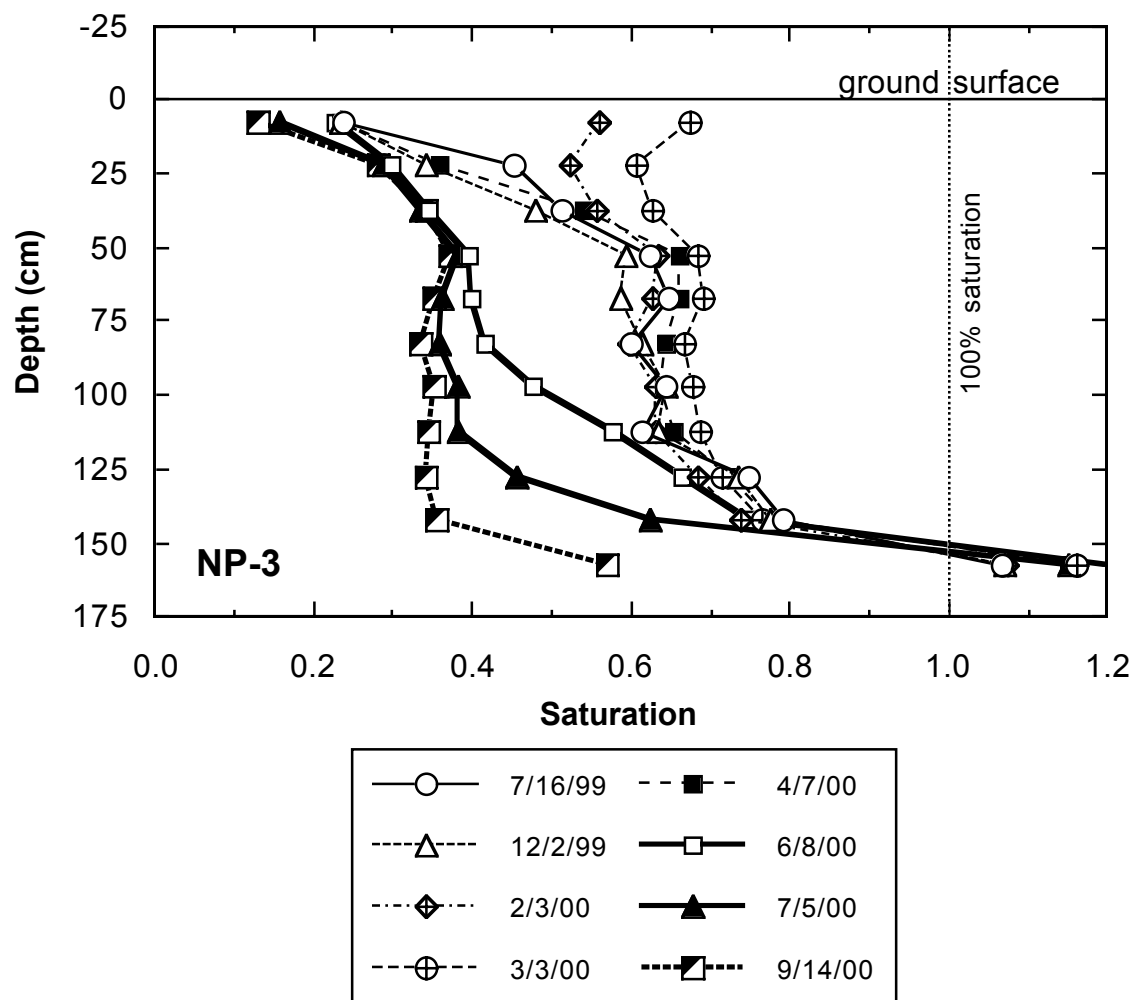 -25
ground surface
0
25
50
75
100
125
150
175
Depth (cm)
100% saturation
NP-3
0.0 0.2 0.4 0.6 0.8 1.0 1.2
Saturation
7/16/99 4/7/00
12/2/99 6/8/00
2/3/00 7/5/00
3/3/00 9/14/00